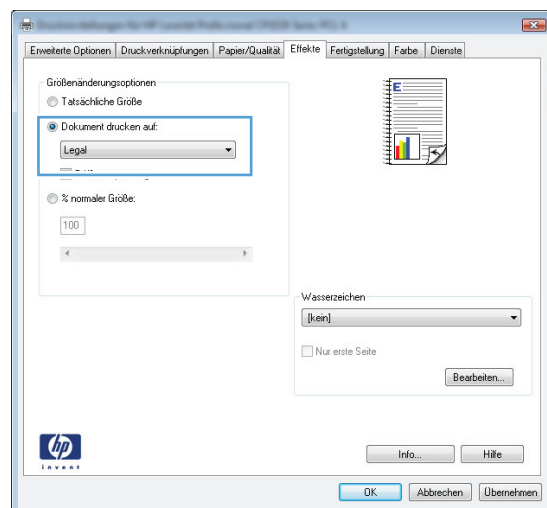 Erweiterte Optionen Druckverknüpfungen Papier/Qualität Effekte Fertigstellung Farbe Dienste
Größenänderungsoptionen
Tatsächliche Größe
Dokument drucken auf:
Legal
% normaler Größe:
100
E
Wasserzeichen
[kein]
Nur erste Seite
Bearbeiten...
hp
invent
Info... Hilfe
OK Abbrechen Übernehmen